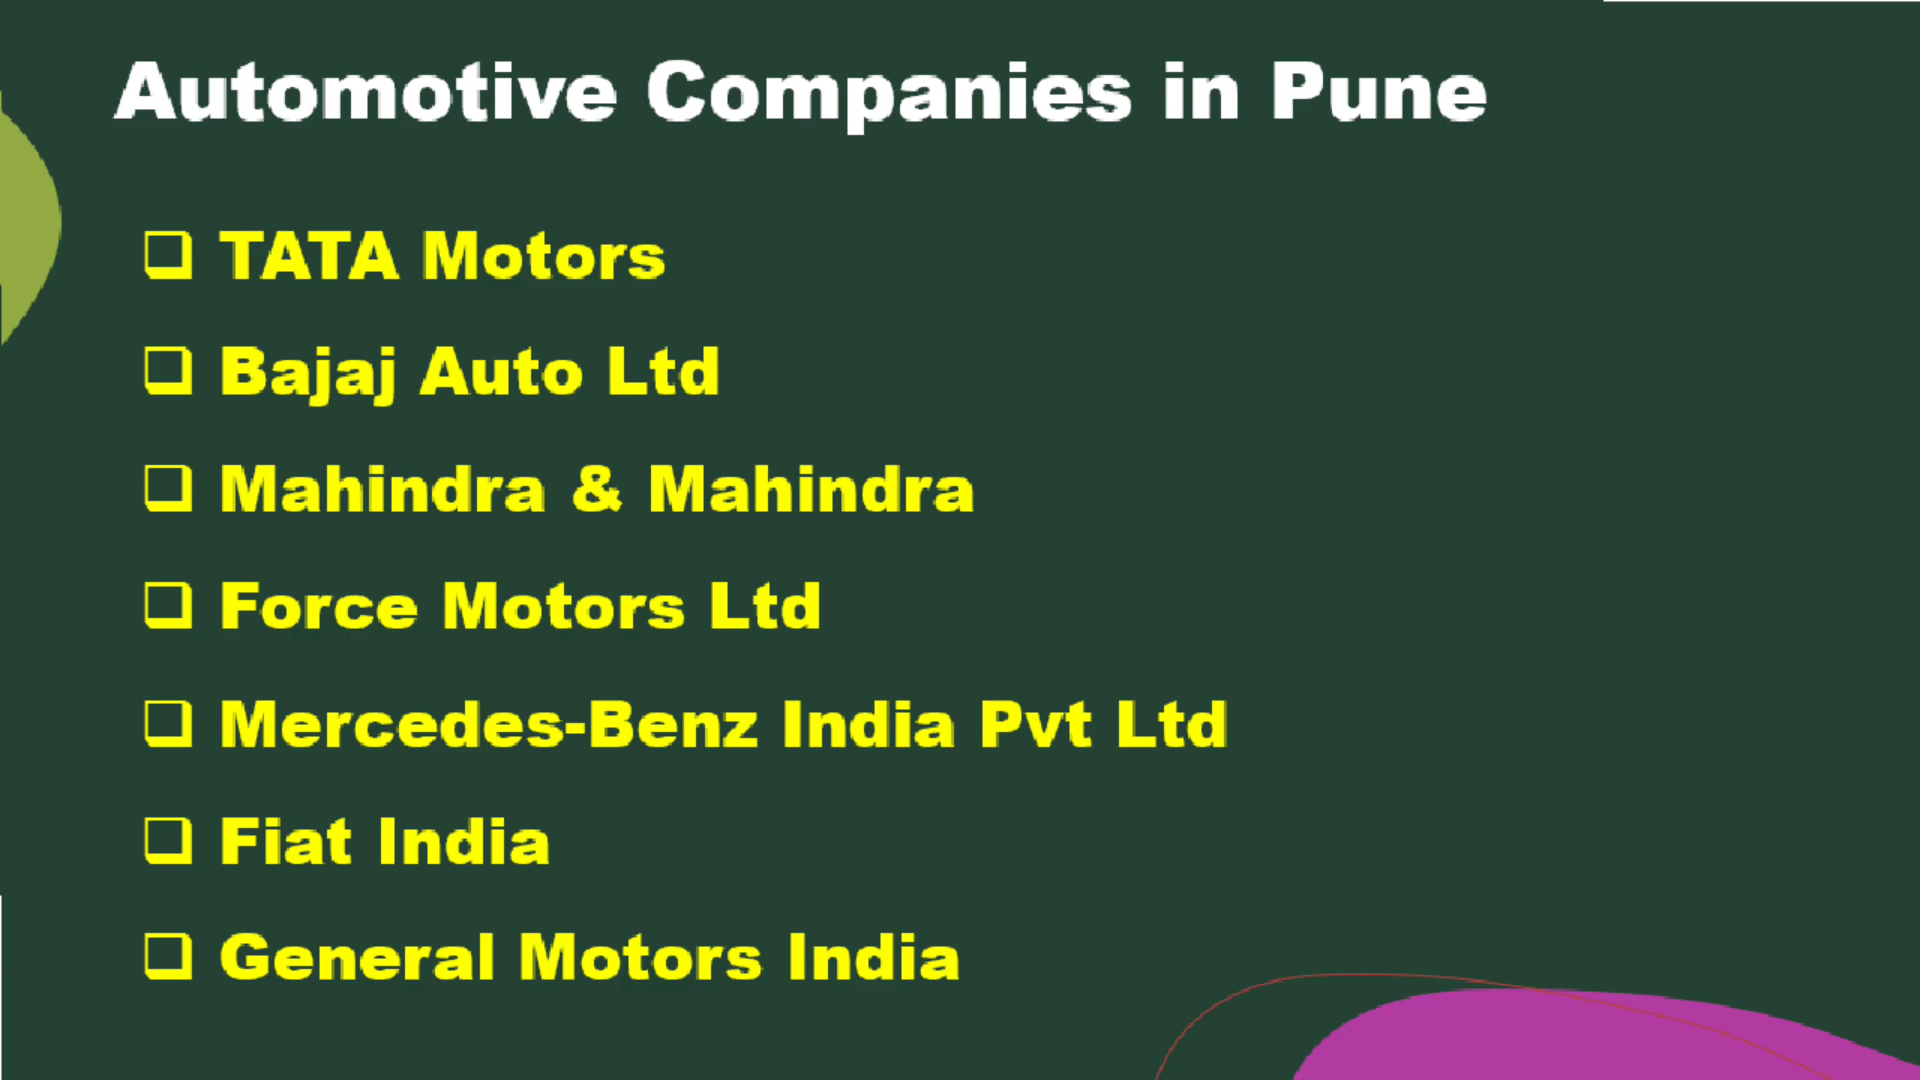 Automotive Companies in Pune
❑ TATA Motors
❑ Bajaj Auto Ltd
❑ Mahindra & Mahindra
❑ Force Motors Ltd
❑ Mercedes-Benz India Pvt Ltd
❑ Fiat India
❑ General Motors India